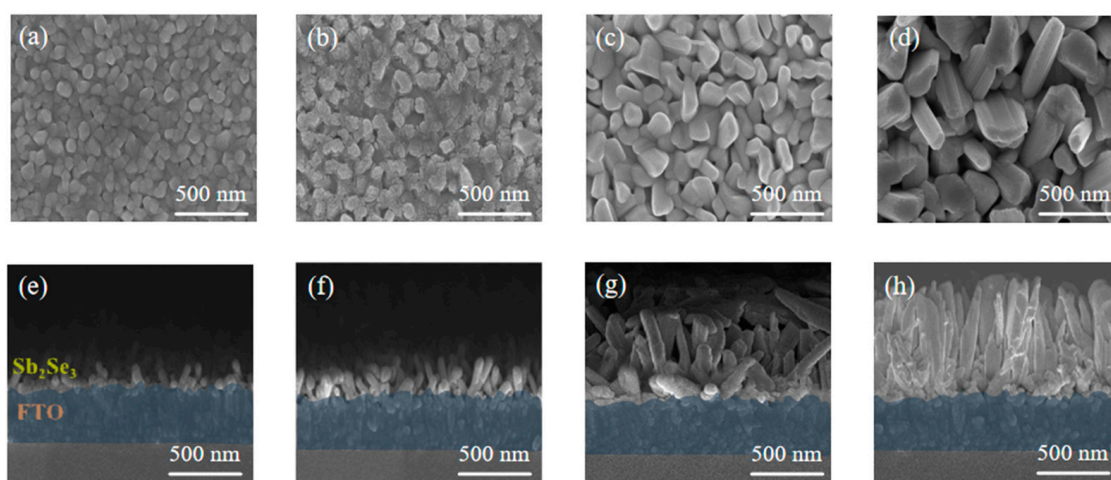 (a) (b) (c) (d)
500 nm 500 nm 500 nm 500 nm
(e) (f) (g) (h)
Sb₂Se₃
FTO
500 nm 500 nm 500 nm 500 nm